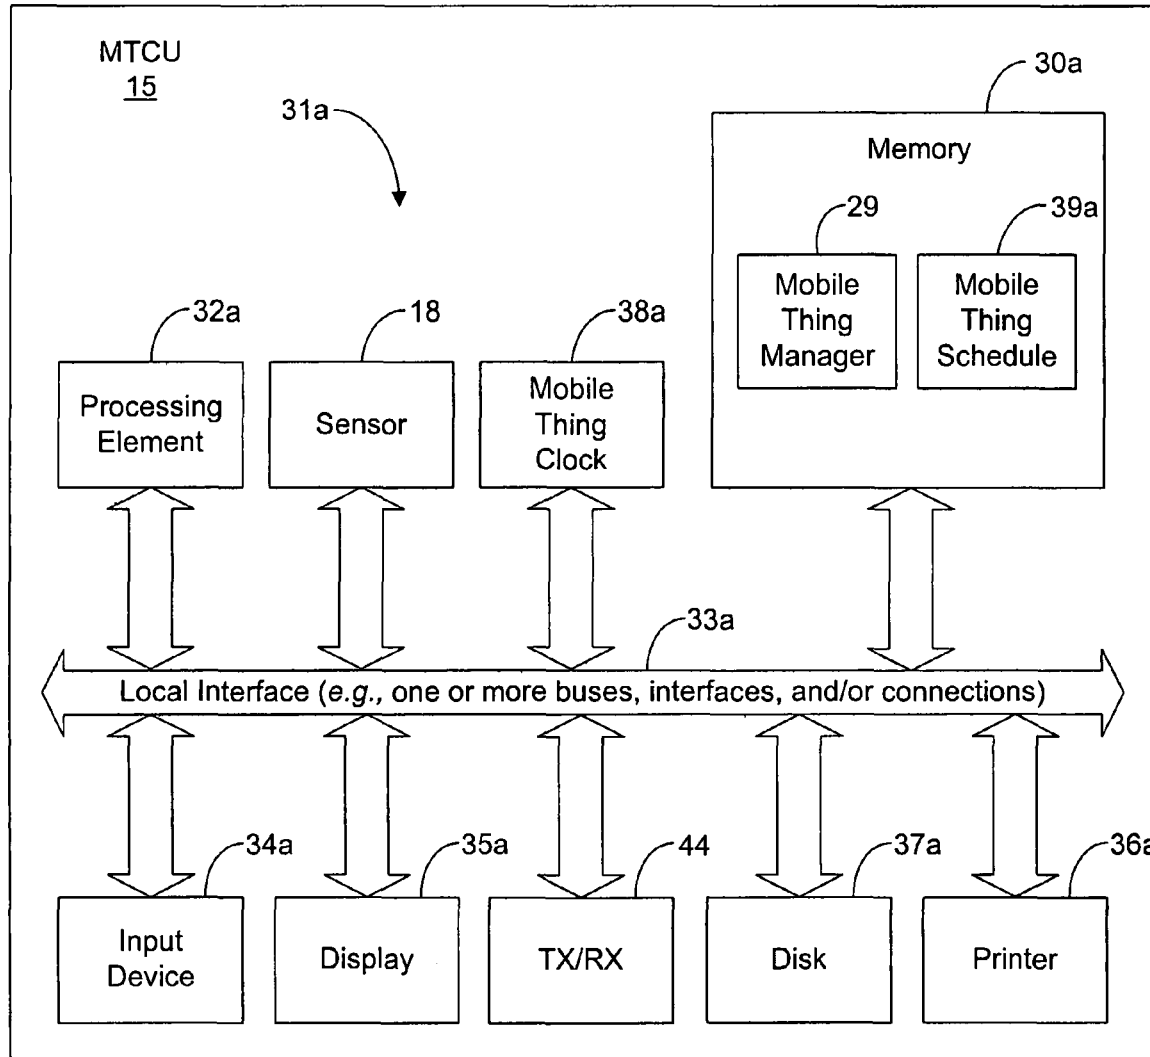 MTCU
15
31a
30a
Memory
29
39a
Mobile
Thing
Manager
Mobile
Thing
Schedule
32a
18
38a
Processing
Element
Sensor
Mobile
Thing
Clock
33a
Local Interface (e.g., one or more buses, interfaces, and/or connections)
34a
35a
44
37a
36a
Input
Device
Display
TX/RX
Disk
Printer